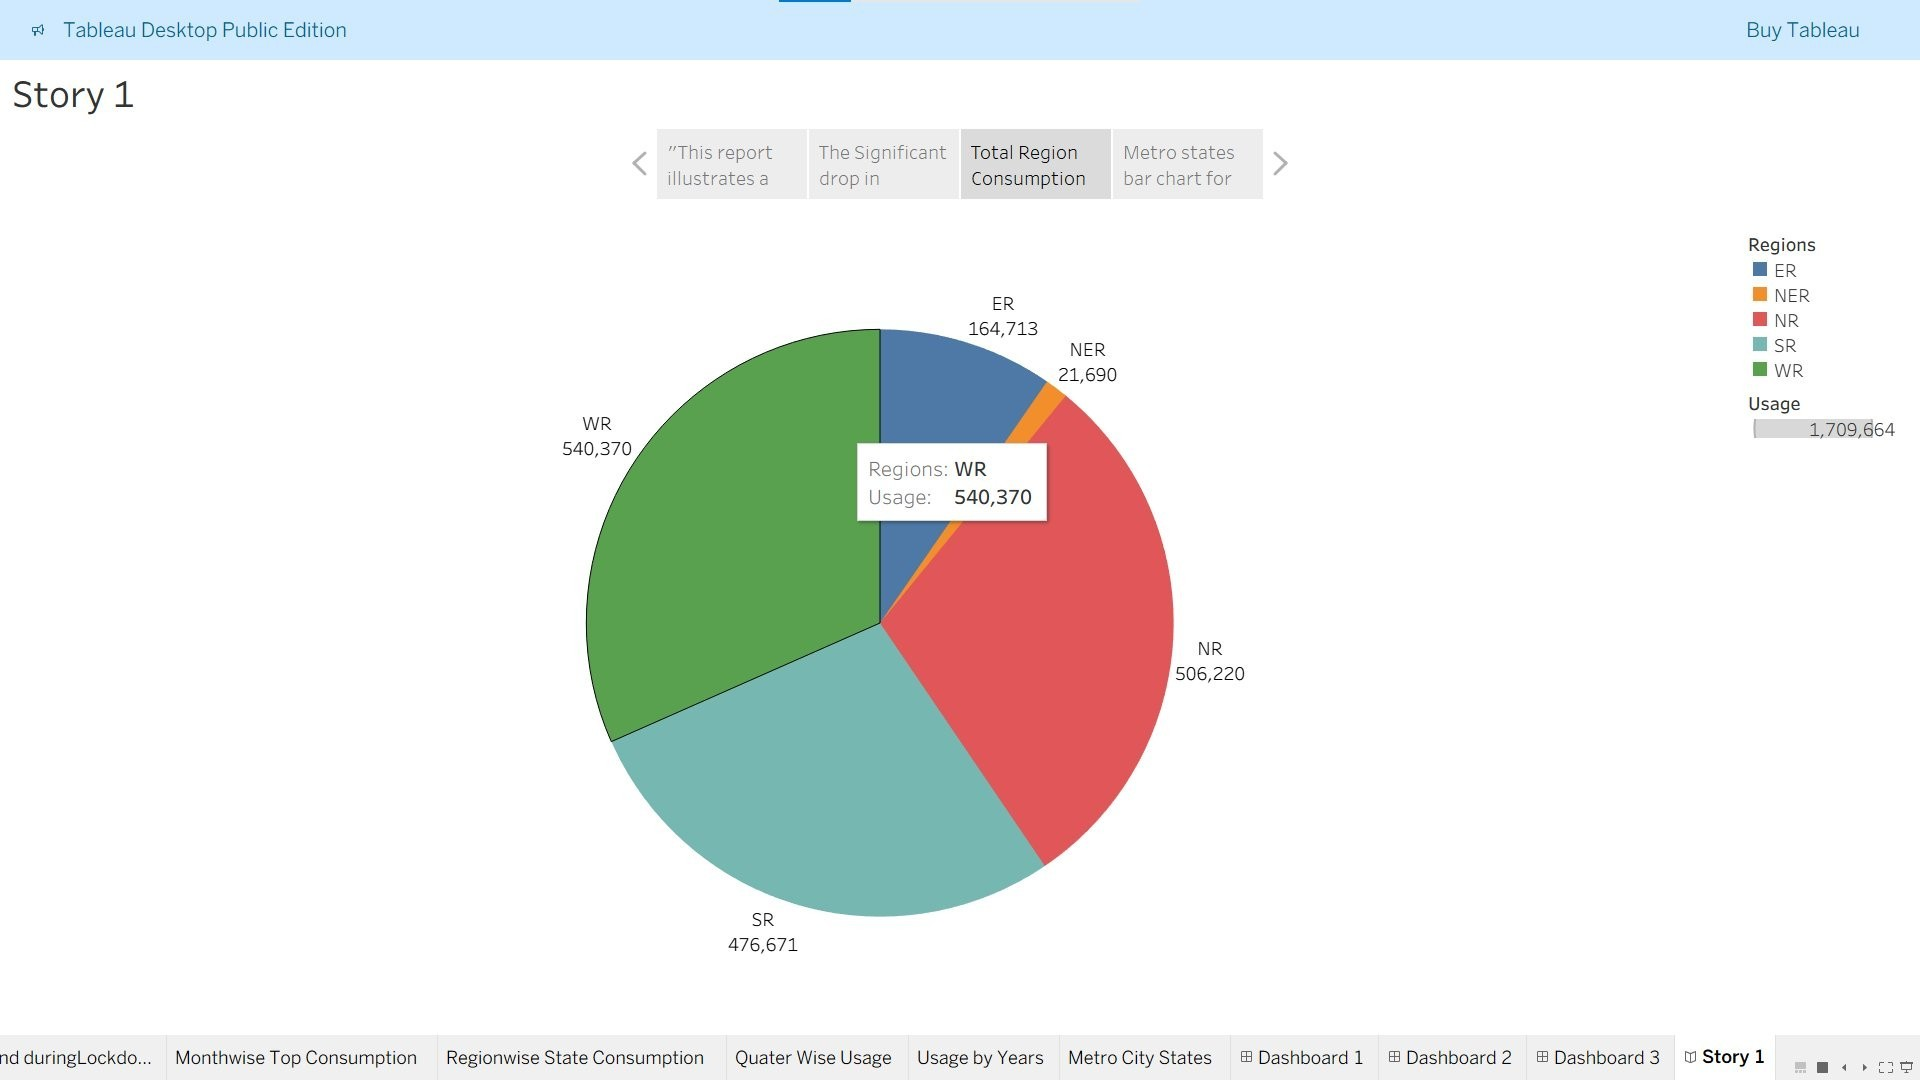 Tableau Desktop Public Edition
Buy Tableau
Story 1
"This report
illustrates a
The Significant
drop in
Total Region
Consumption
Metro states
bar chart for
Regions
ER
NER
NR
SR
WR
Usage
1,709,664
ER
164,713
NER
21,690
WR
540,370
Regions: WR
Usage: 540,370
NR
506,220
SR
476,671
nd duringLockdo...
Monthwise Top Consumption
Regionwise State Consumption
Quater Wise Usage
Usage by Years
Metro City States
Dashboard 1
Dashboard 2
Dashboard 3
Story 1